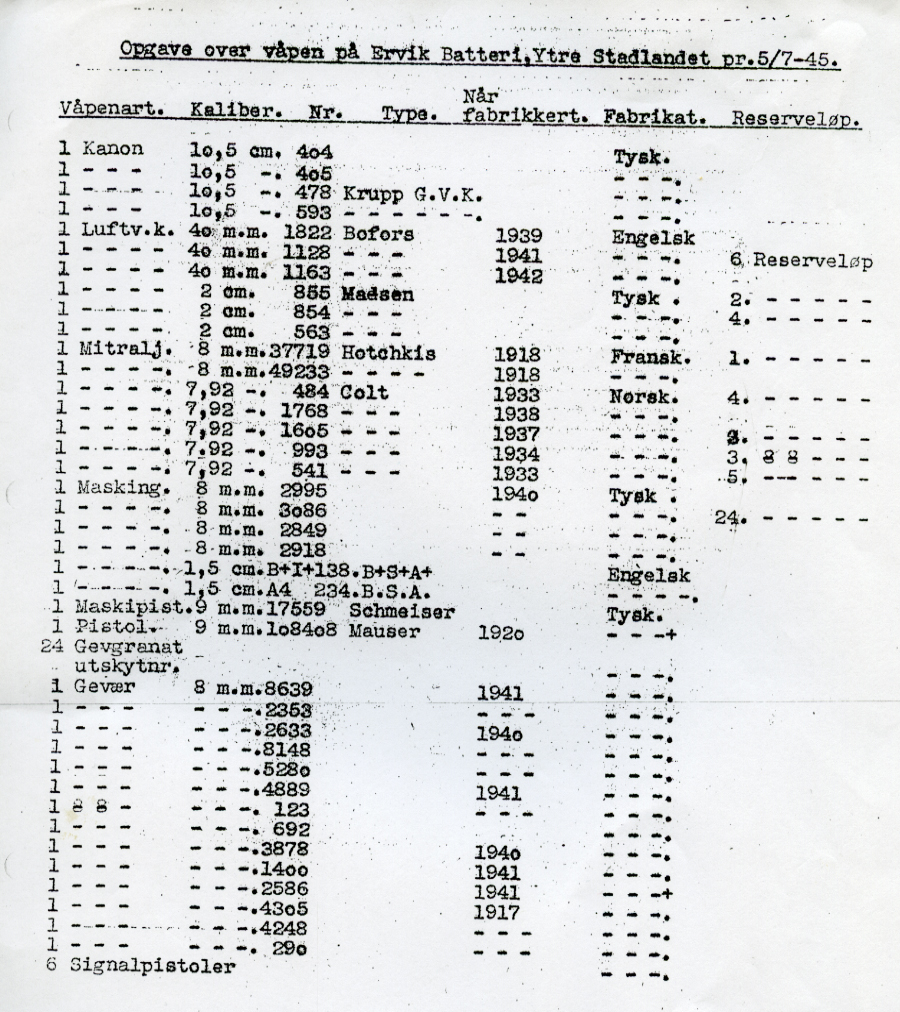 Opgave over våpen på Ervik Batteri,Ytre Stadlandet pr.5/7-45.
Når
Våpenart. Kaliber. Nr. Type. fabrikkert. Fabrikat. Reserveløp.
1 Kanon 1o,5 cm. 4o4 Tysk.
1 - - - 1o,5 -. 4o5 - - -.
1 - - - 1o,5 -. 478 Krupp G.V.K. - - -.
1 - - - 1o,5 -. 593 - - - - - -. - - -.
1 Luftv.k. 4o m.m. 1822 Bofors 1939 Engelsk
1 - - - - 4o m.m. 1128 - - - 1941 - - -. 6 Reserveløp
1 - - - - 4o m.m. 1163 - - - 1942 - - -.
1 - - - - 2 cm. 855 Madsen Tysk . 2. - - - - -
1 - - - - 2 cm. 854 - - - - - -. 4. - - - - -
1 - - - - 2 cm. 563 - - - - - -.
1 Mitralj. 8 m.m.37719 Hotchkis 1918 Fransk. 1. - - - - -
1 - - - -. 8 m.m.49233 - - - - 1918 - - -.
1 - - - -. 7,92 -. 484 Colt 1933 Nørsk. 4. - - - - -
1 - - - -. 7,92 -. 1768 - - - 1938 - - -.
1 - - - -. 7,92 -. 16o5 - - - 1937 - - -. - - - - -
1 - - - -. 7.92 -. 993 - - - 1934 - - -. 3. 8 8 - - -
1 - - - -. 7,92 -. 541 - - - 1933 - - -. 5. - - - - -
1 Masking. 8 m.m. 2995 194o Tysk .
1 - - - -. 8 m.m. 3o86 - - - - -. 24. - - - - -
1 - - - -. 8 m.m. 2849 - - - - -.
1 - - - -. 8 m.m. 2918 - - - - -.
1 - - - -. 1,5 cm.B+I+138.B+S+A+ Engelsk
1 - - - -. 1,5 cm.A4 234.B.S.A. - - - -.
1 Maskipist.9 m.m.17559 Schmeiser Tysk.
1 Pistol. 9 m.m.1o84o8 Mauser 192o - - -+
24 Gevgranat
utskytnr. - - -.
1 Gevær 8 m.m.8639 1941 - - -.
1 - - - - - -.2353 - - - - - -.
1 - - - - - -.2633 194o - - -.
1 - - - - - -.8148 - - - - - -.
1 - - - - - -.528o - - - - - -.
1 - - - - - -.4889 1941 - - -.
1 8 8 - - - -. 123 - - - - - -.
1 - - - - - -. 692 - - -.
1 - - - - - -.3878 194o - - -.
1 - - - - - -.14oo 1941 - - -.
1 - - - - - -.2586 1941 - - -+
1 - - - - - -.43o5 1917 - - -.
1 - - - - - -.4248 - - - - - -.
1 - - - - - -. 29o - - - - - -.
6 Signalpistoler - - -.